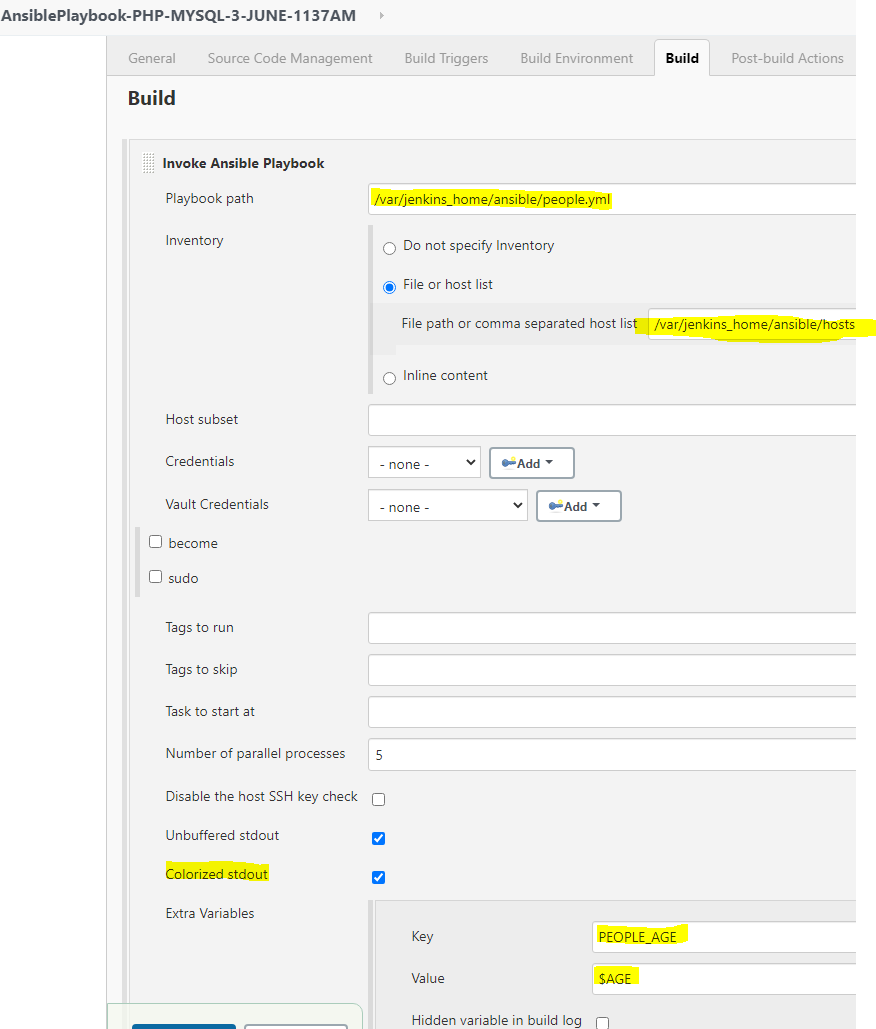 AnsiblePlaybook-PHP-MYSQL-3-JUNE-1137AM
General Source Code Management Build Triggers Build Environment Build Post-build Actions
Build
Invoke Ansible Playbook
Playbook path /var/jenkins_home/ansible/people.yml
Inventory
Do not specify Inventory
File or host list
File path or comma separated host list /var/jenkins_home/ansible/hosts
Inline content
Host subset
Credentials - none - Add
Vault Credentials - none - Add
become
sudo
Tags to run
Tags to skip
Task to start at
Number of parallel processes 5
Disable the host SSH key check
Unbuffered stdout
Colorized stdout
Extra Variables
Key PEOPLE_AGE
Value $AGE
Hidden variable in build log